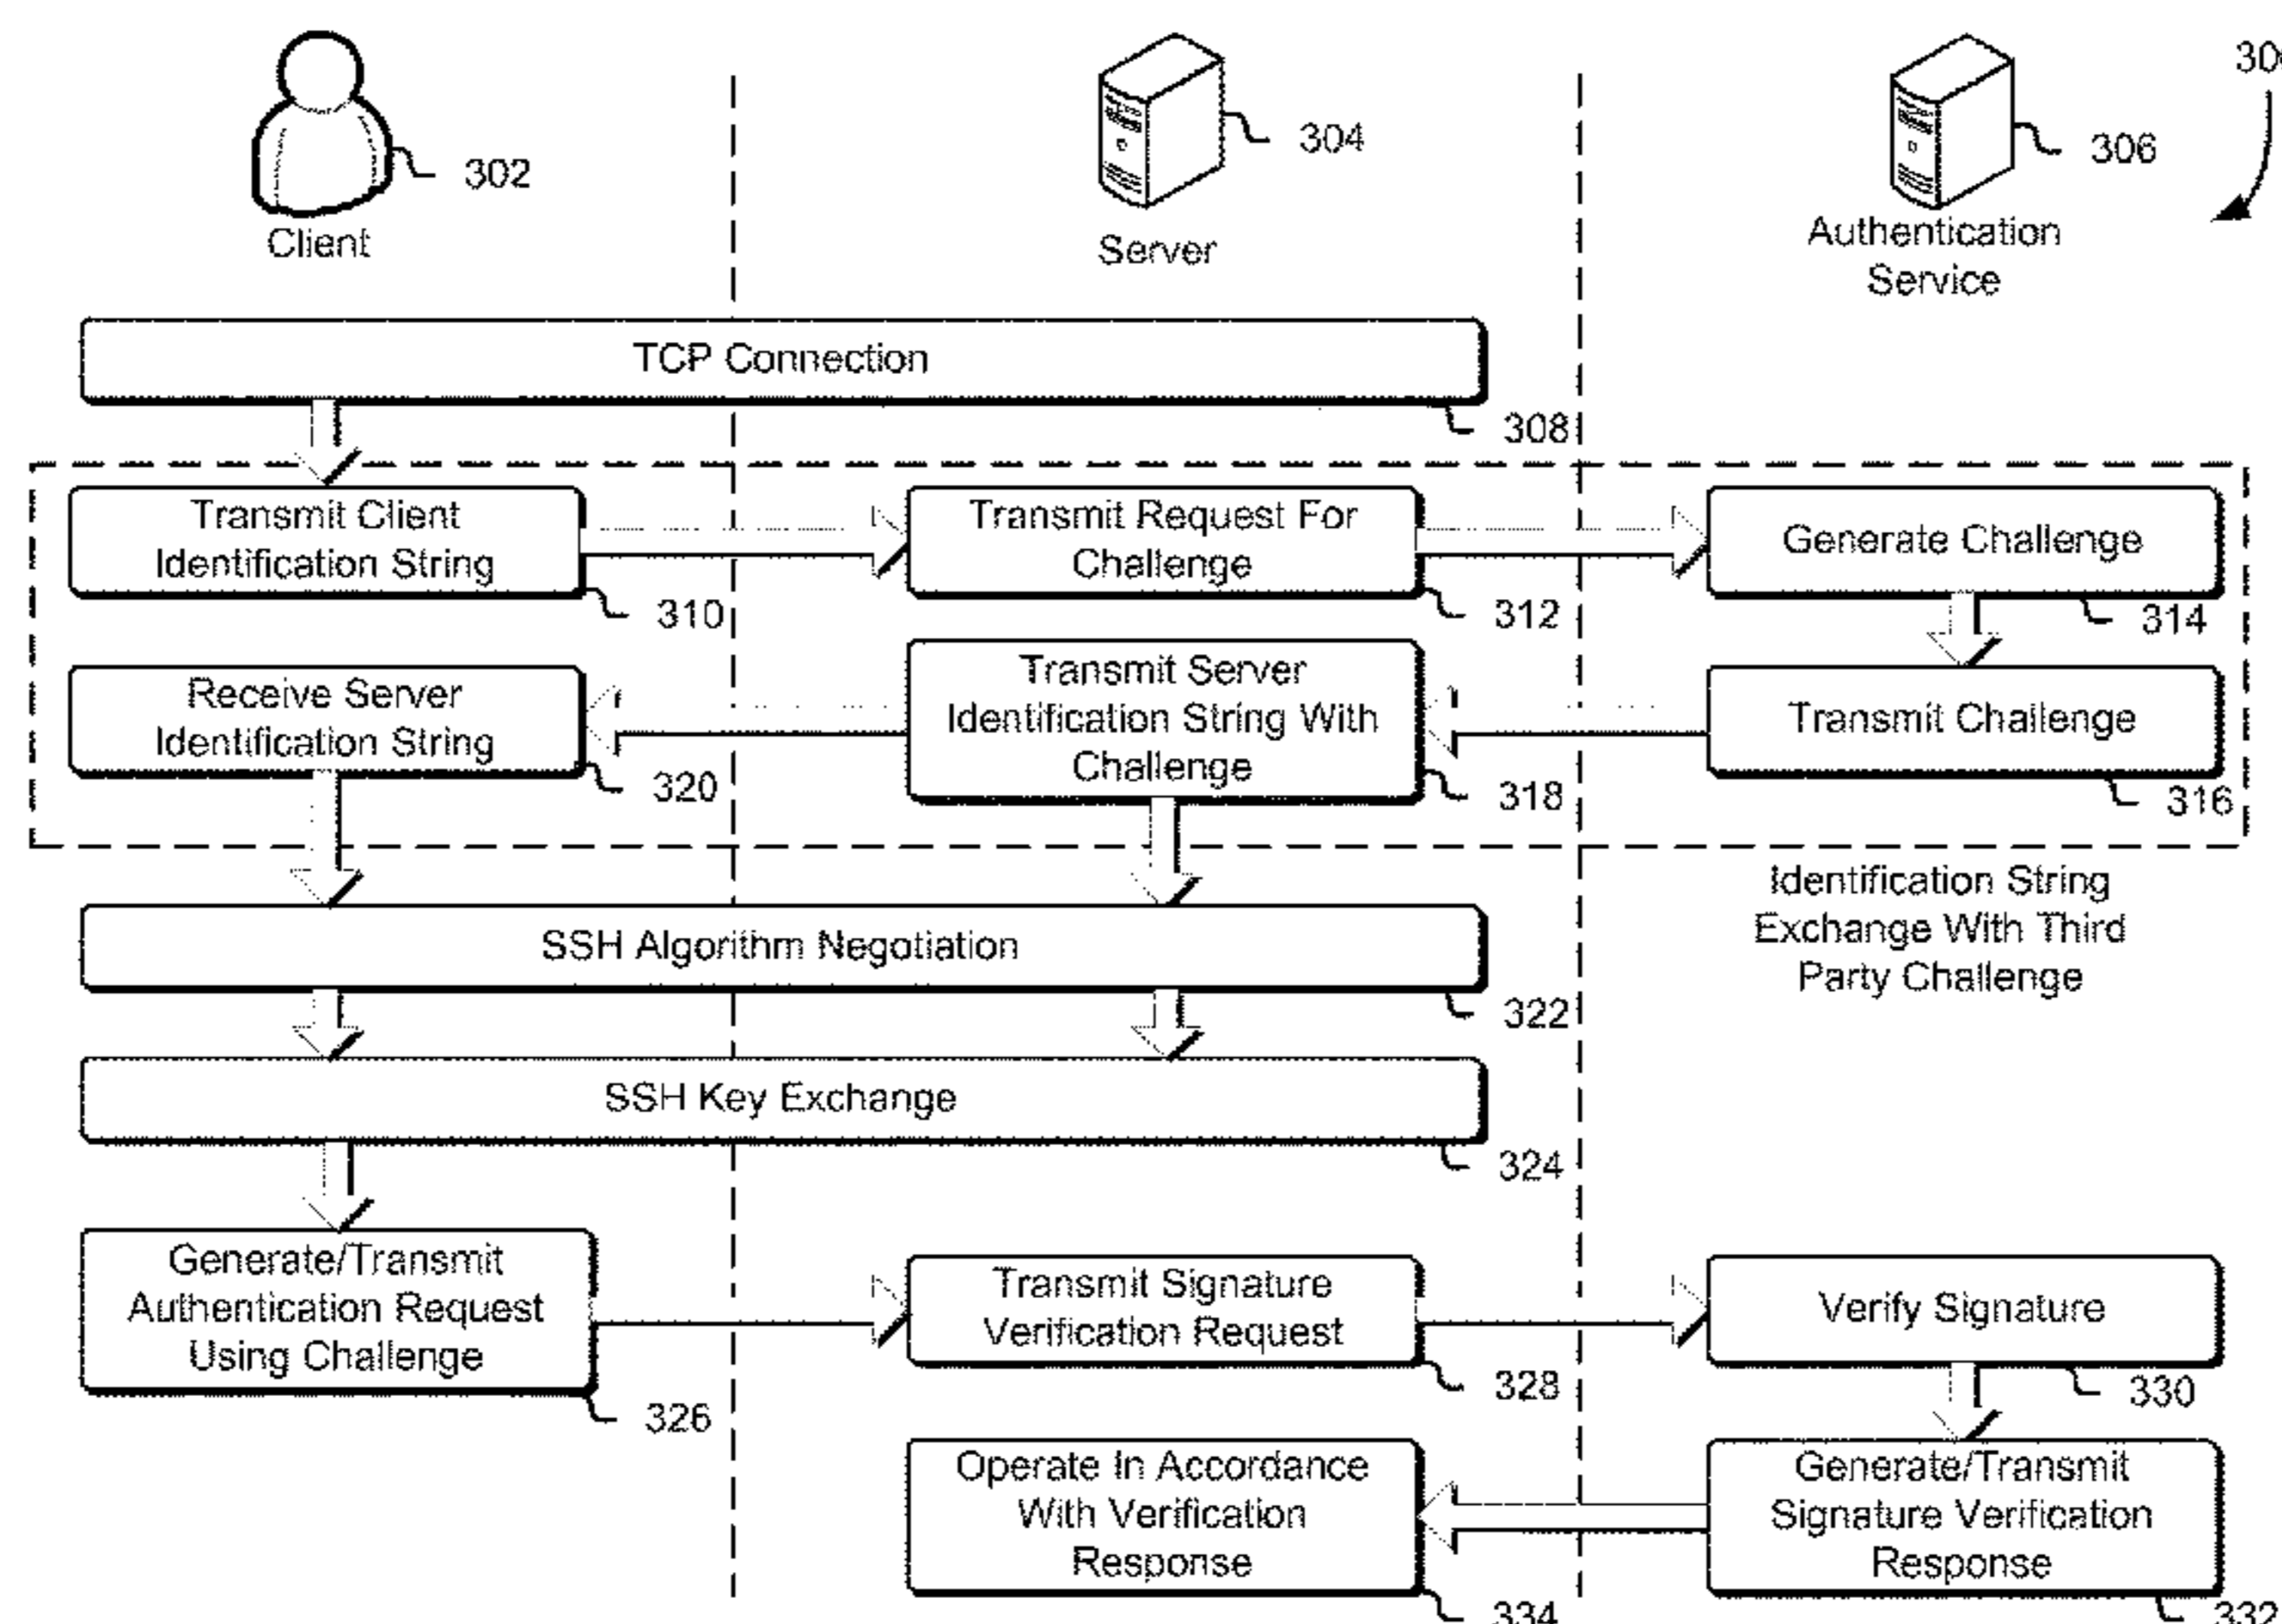 302
304
306
Client
Server
Authentication
Service
TCP Connection
308
Transmit Client
Identification String
310
Transmit Request For
Challenge
312
Generate Challenge
314
Receive Server
Identification String
320
Transmit Server
Identification String With
Challenge
318
Transmit Challenge
316
Identification String
Exchange With Third
Party Challenge
SSH Algorithm Negotiation
322
SSH Key Exchange
324
Generate/Transmit
Authentication Request
Using Challenge
326
Transmit Signature
Verification Request
328
Verify Signature
330
Operate In Accordance
With Verification
Response
334
Generate/Transmit
Signature Verification
Response
332